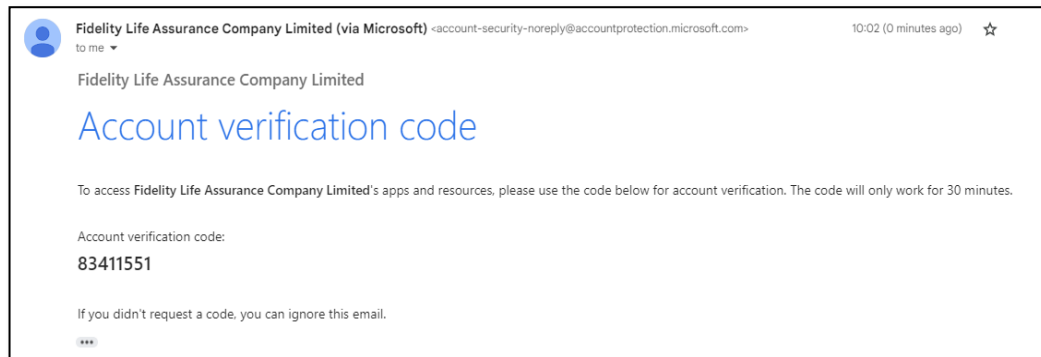 Fidelity Life Assurance Company Limited (via Microsoft) <account-security-noreply@accountprotection.microsoft.com> 10:02 (0 minutes ago)
to me
Fidelity Life Assurance Company Limited
Account verification code
To access Fidelity Life Assurance Company Limited's apps and resources, please use the code below for account verification. The code will only work for 30 minutes.
Account verification code:
83411551
If you didn't request a code, you can ignore this email.